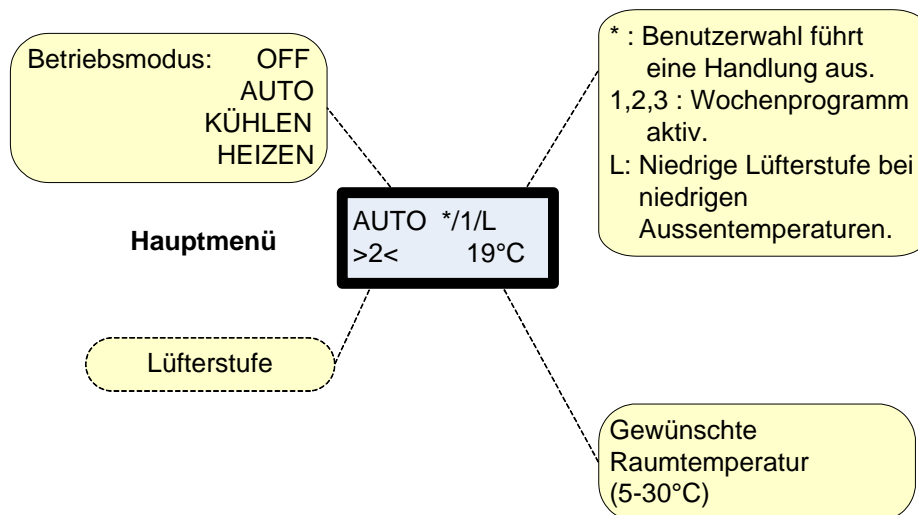 Betriebsmodus: OFF
AUTO
KÜHLEN
HEIZEN
* : Benutzerwahl führt
eine Handlung aus.
1,2,3 : Wochenprogramm
aktiv.
L: Niedrige Lüfterstufe bei
niedrigen
Aussentemperaturen.
Hauptmenü
AUTO */1/L
>2< 19°C
Lüfterstufe
Gewünschte
Raumtemperatur
(5-30°C)